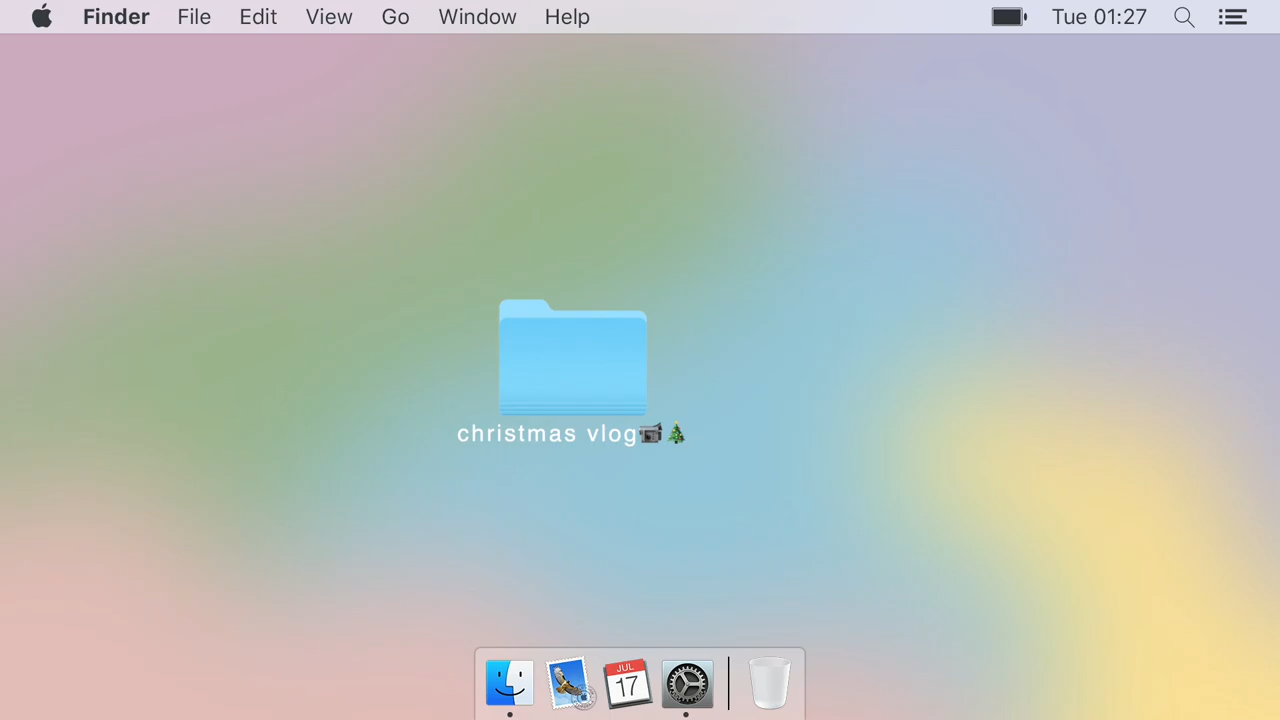 Finder File Edit View Go Window Help Tue 01:27
christmas vlog🎥🎄
JUL
17